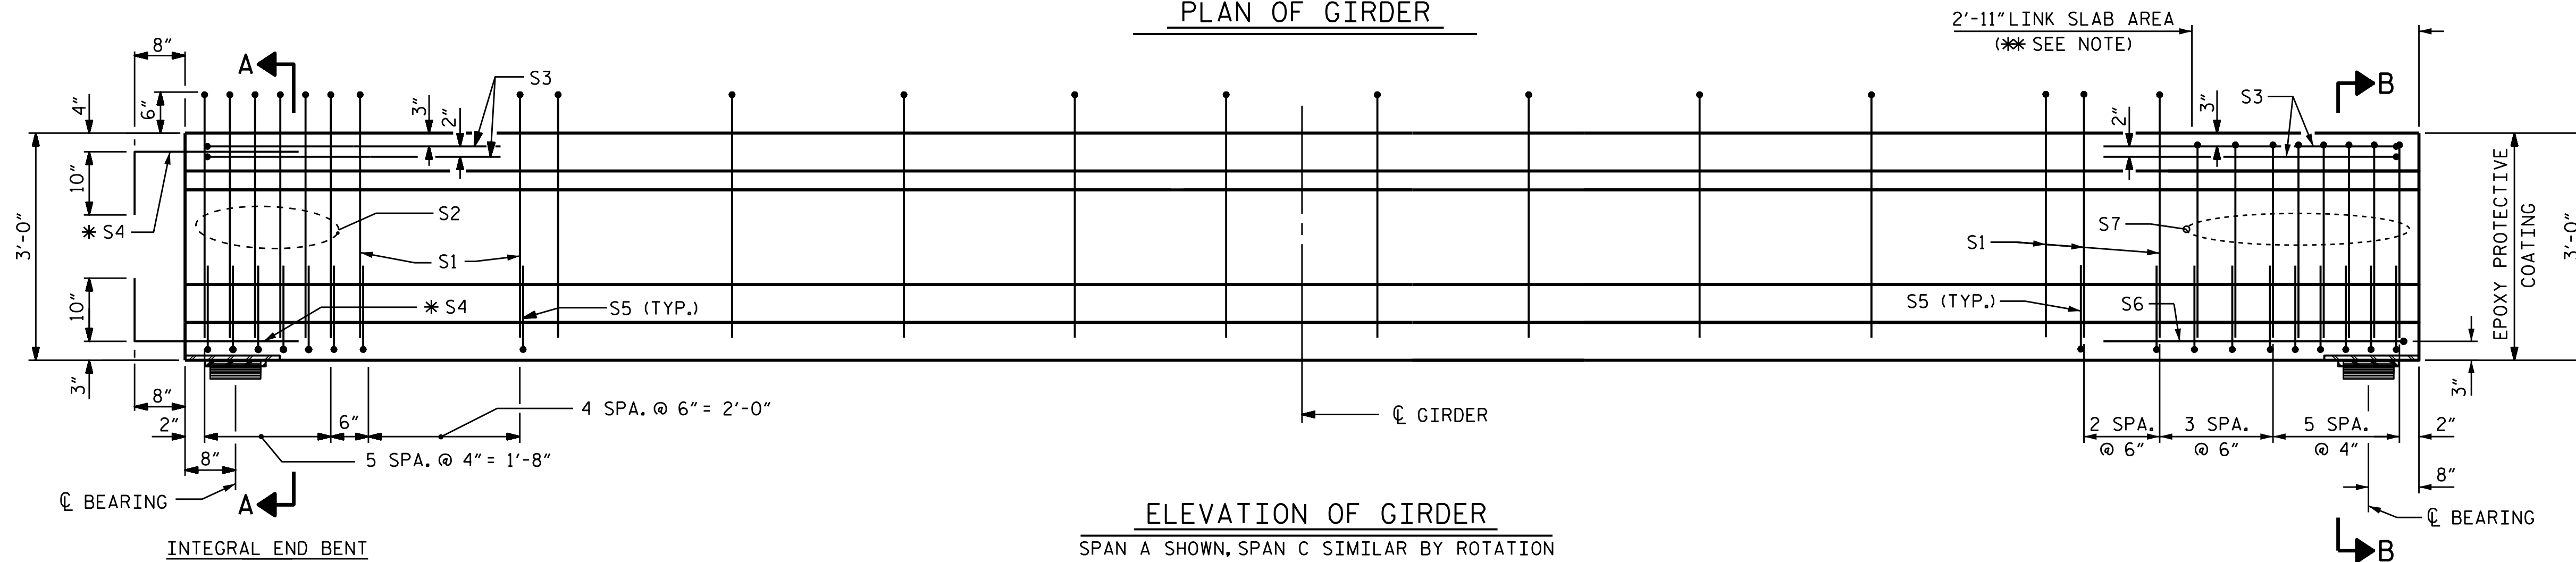 PLAN OF GIRDER
2'-11" LINK SLAB AREA
(** SEE NOTE)
8"
A
S3
B
4"
6"
3"
2"
S3
2"
3"
10"
* S4
3'-0"
S2
S1
S7
S1
EPOXY PROTECTIVE
COATING
3'-0"
10"
* S4
S5 (TYP.)
S5 (TYP.)
S6
3"
8"
3"
2"
6"
4 SPA. @ 6" = 2'-0"
℄ GIRDER
2 SPA.
@ 6"
3 SPA.
@ 6"
5 SPA.
@ 4"
2"
8"
5 SPA. @ 4" = 1'-8"
8"
℄ BEARING
A
ELEVATION OF GIRDER
℄ BEARING
INTEGRAL END BENT
SPAN A SHOWN, SPAN C SIMILAR BY ROTATION
B